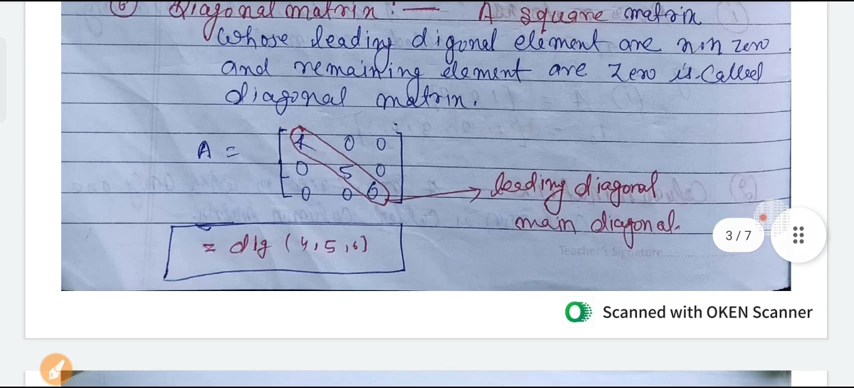 Diagonal matrix :— A square matrix
whose leading digonal element are non zero
and remaining element are zero is called
diagonal matrix.
A = [4 0 0
0 5 0
0 0 6]
leading diagonal
main diagonal.
= dig (4,5,6)
3 / 7
Teacher's Signature
Scanned with OKEN Scanner